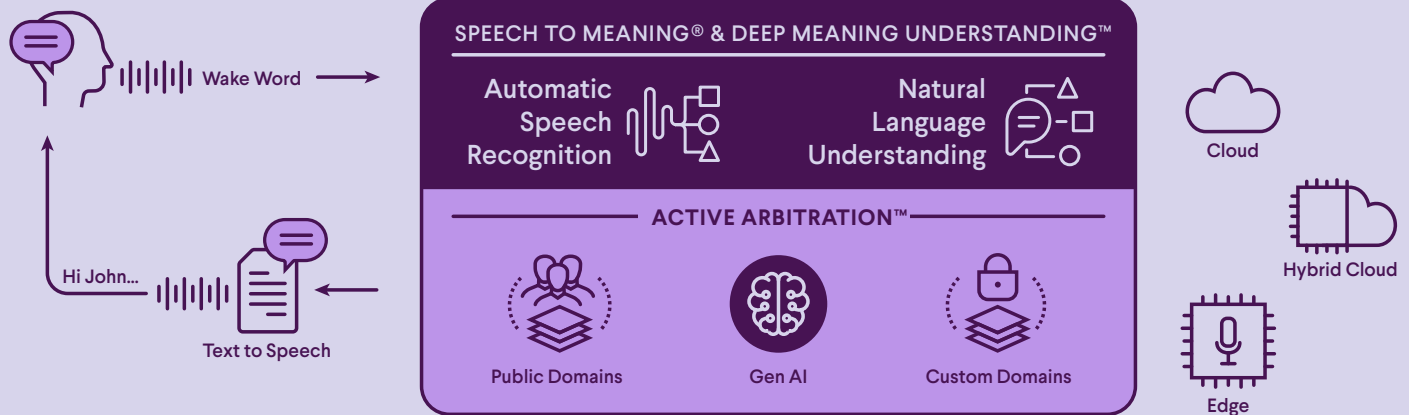 Wake Word
Hi John...
Text to Speech
SPEECH TO MEANING® & DEEP MEANING UNDERSTANDING™
Automatic
Speech
Recognition
Natural
Language
Understanding
ACTIVE ARBITRATION™
Public Domains
Gen AI
Custom Domains
Cloud
Hybrid Cloud
Edge